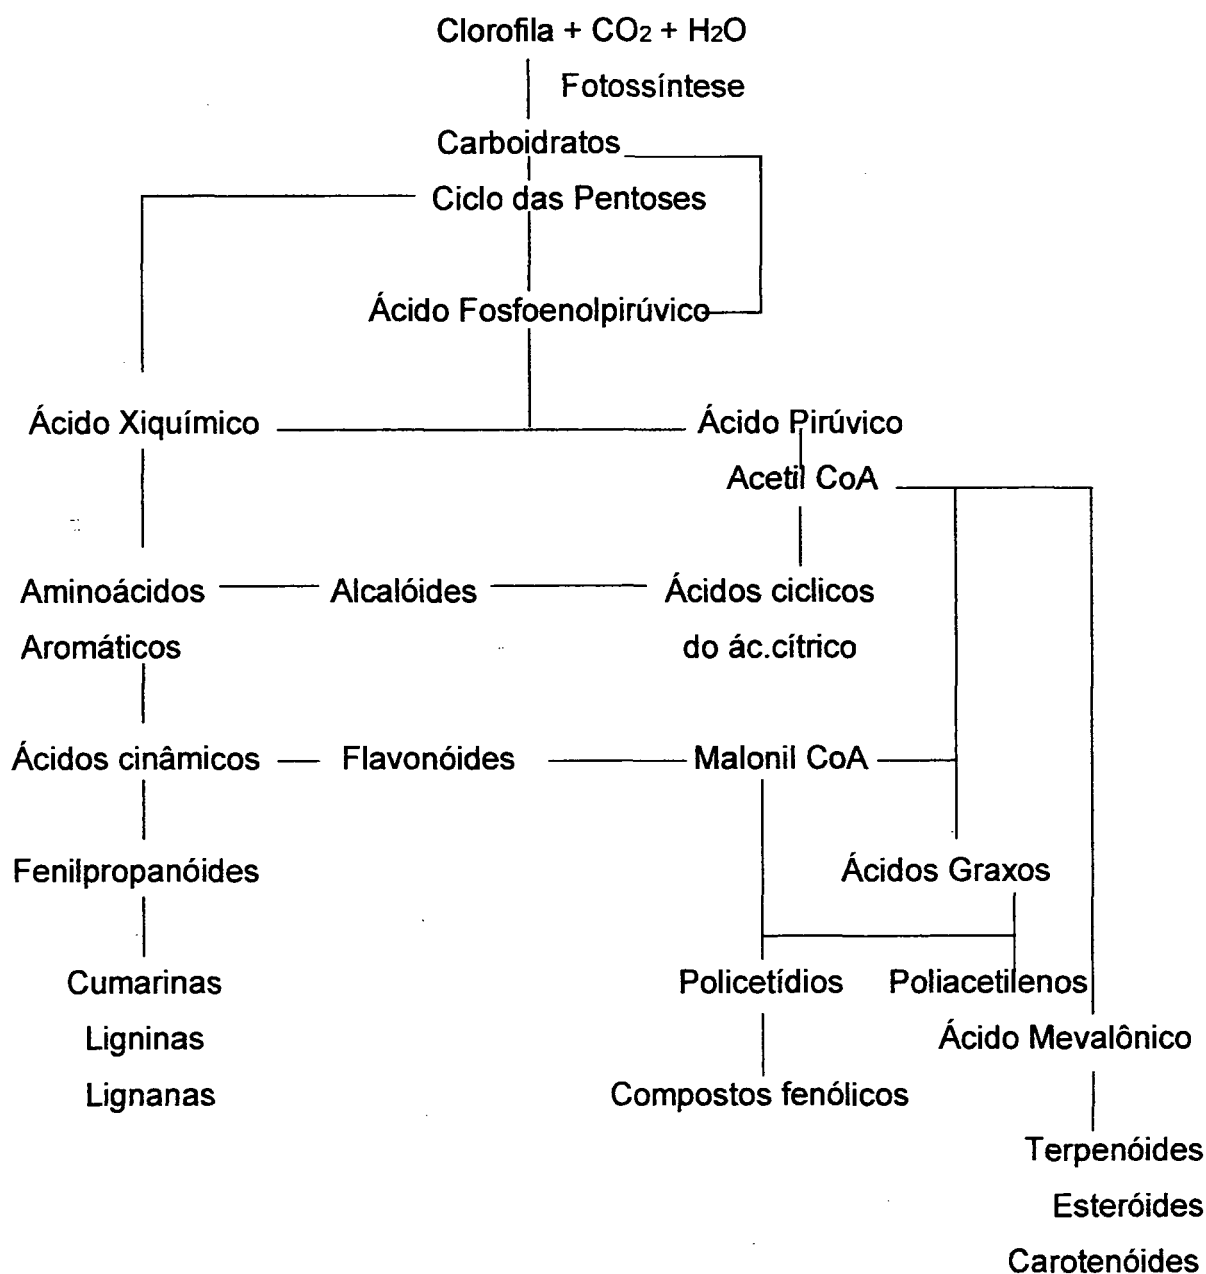 Clorofila + CO2 + H2O
Fotossíntese
Carboidratos
Ciclo das Pentoses
Ácido Fosfoenolpirúvico
Ácido Xiquímico
Ácido Pirúvico
Acetil CoA
Aminoácidos
Aromáticos
Alcalóides
Ácidos ciclicos
do ác.cítrico
Ácidos cinâmicos
Flavonóides
Malonil CoA
Fenilpropanóides
Ácidos Graxos
Cumarinas
Ligninas
Lignanas
Policetídios
Poliacetilenos
Ácido Mevalônico
Compostos fenólicos
Terpenóides
Esteróides
Carotenóides